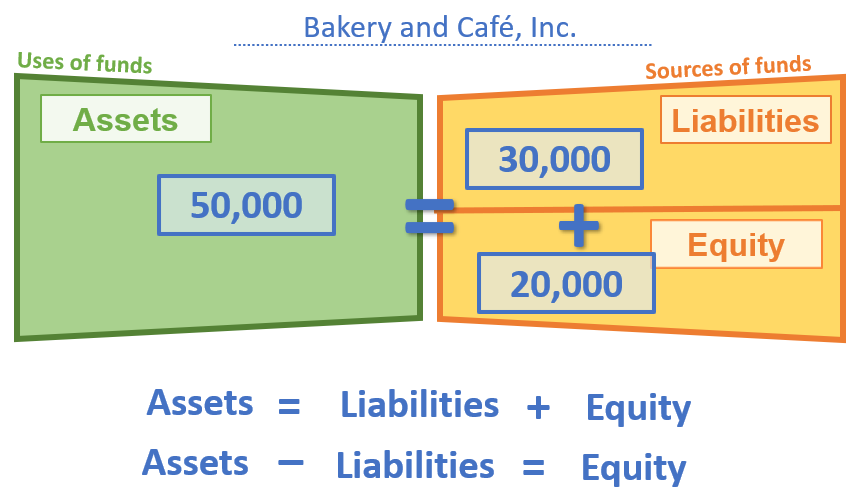 Bakery and Café, Inc.
Uses of funds
Sources of funds
Assets
50,000
=
Liabilities
30,000
+
Equity
20,000
Assets = Liabilities + Equity
Assets − Liabilities = Equity